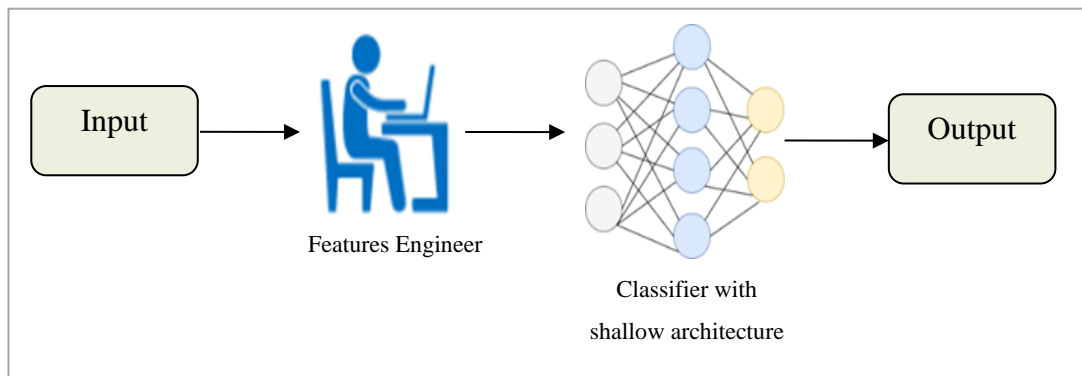 Input
Output
Features Engineer
Classifier with
shallow architecture